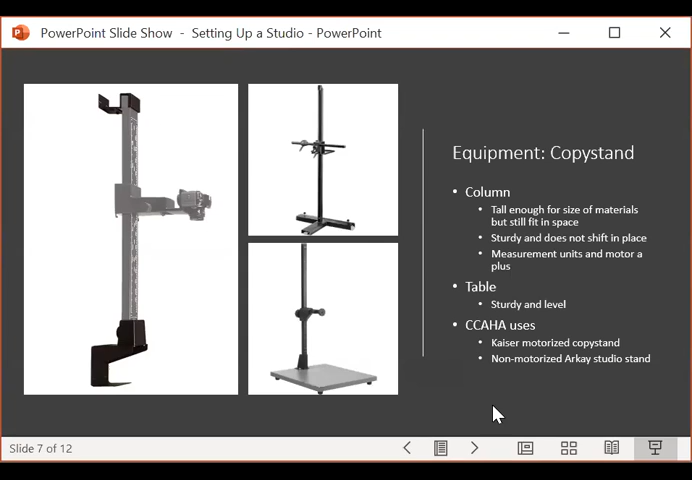 PowerPoint Slide Show - Setting Up a Studio - PowerPoint
Equipment: Copystand
• Column
• Tall enough for size of materials
but still fit in space
• Sturdy and does not shift in place
• Measurement units and motor a
plus
• Table
• Sturdy and level
• CCAHA uses
• Kaiser motorized copystand
• Non-motorized Arkay studio stand
Slide 7 of 12